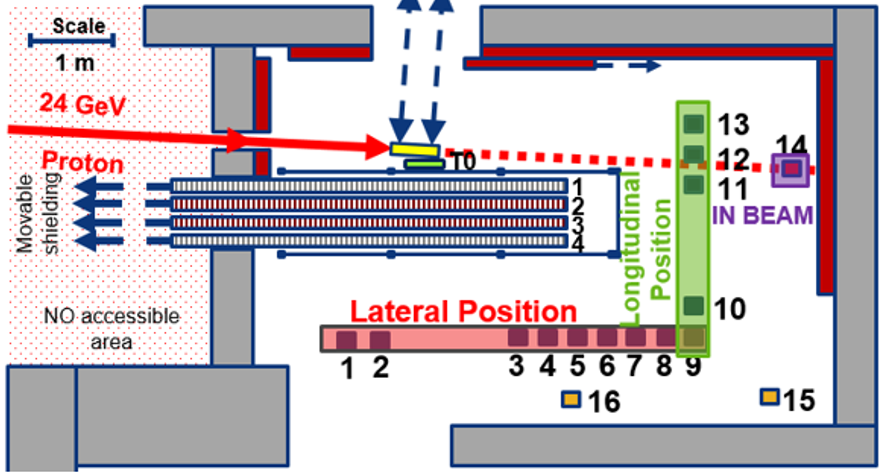 Scale
1 m
24 GeV
Proton
T0
Movable
shielding
1
2
3
4
NO accessible
area
Longitudinal
Position
13
12
11
14
IN BEAM
10
Lateral Position
1 2 3 4 5 6 7 8 9
16
15